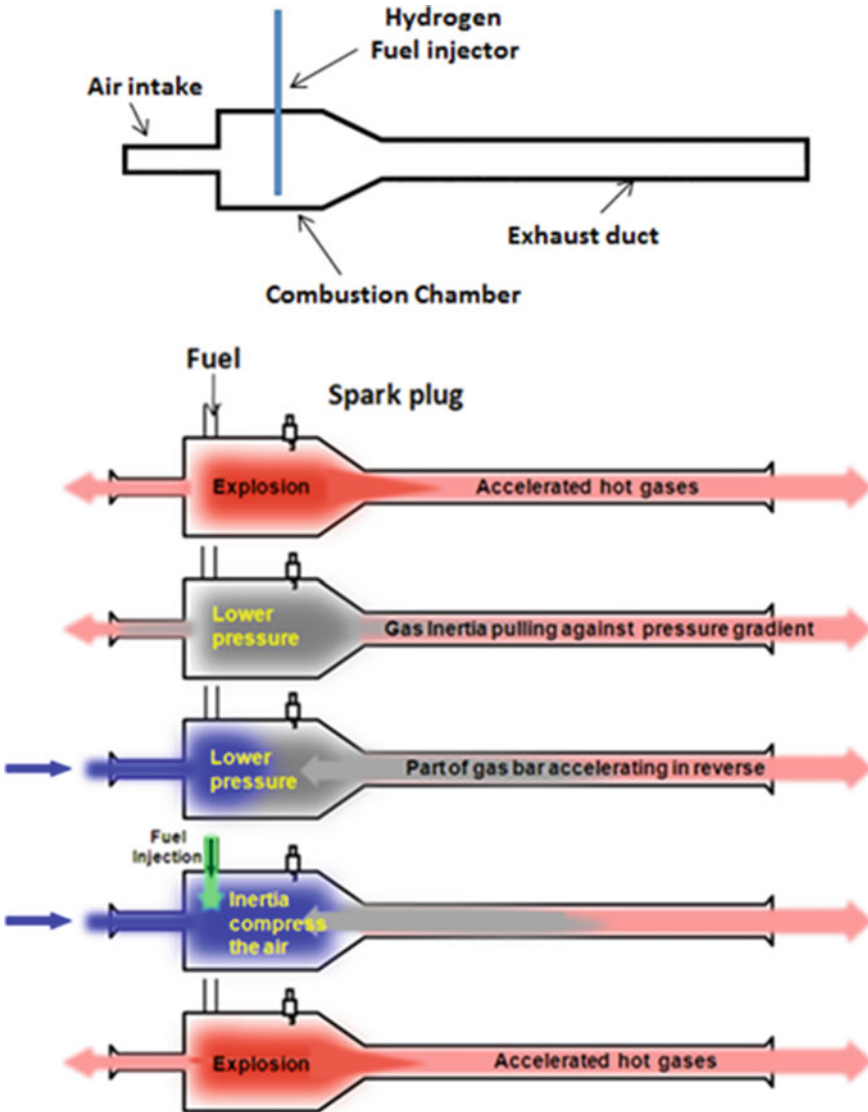 Hydrogen
Fuel injector
Air intake
Exhaust duct
Combustion Chamber
Fuel
Spark plug
Explosion
Accelerated hot gases
Lower
pressure
Gas Inertia pulling against pressure gradient
Lower
pressure
Part of gas bar accelerating in reverse
Fuel
Injection
Inertia
compress
the air
Explosion
Accelerated hot gases